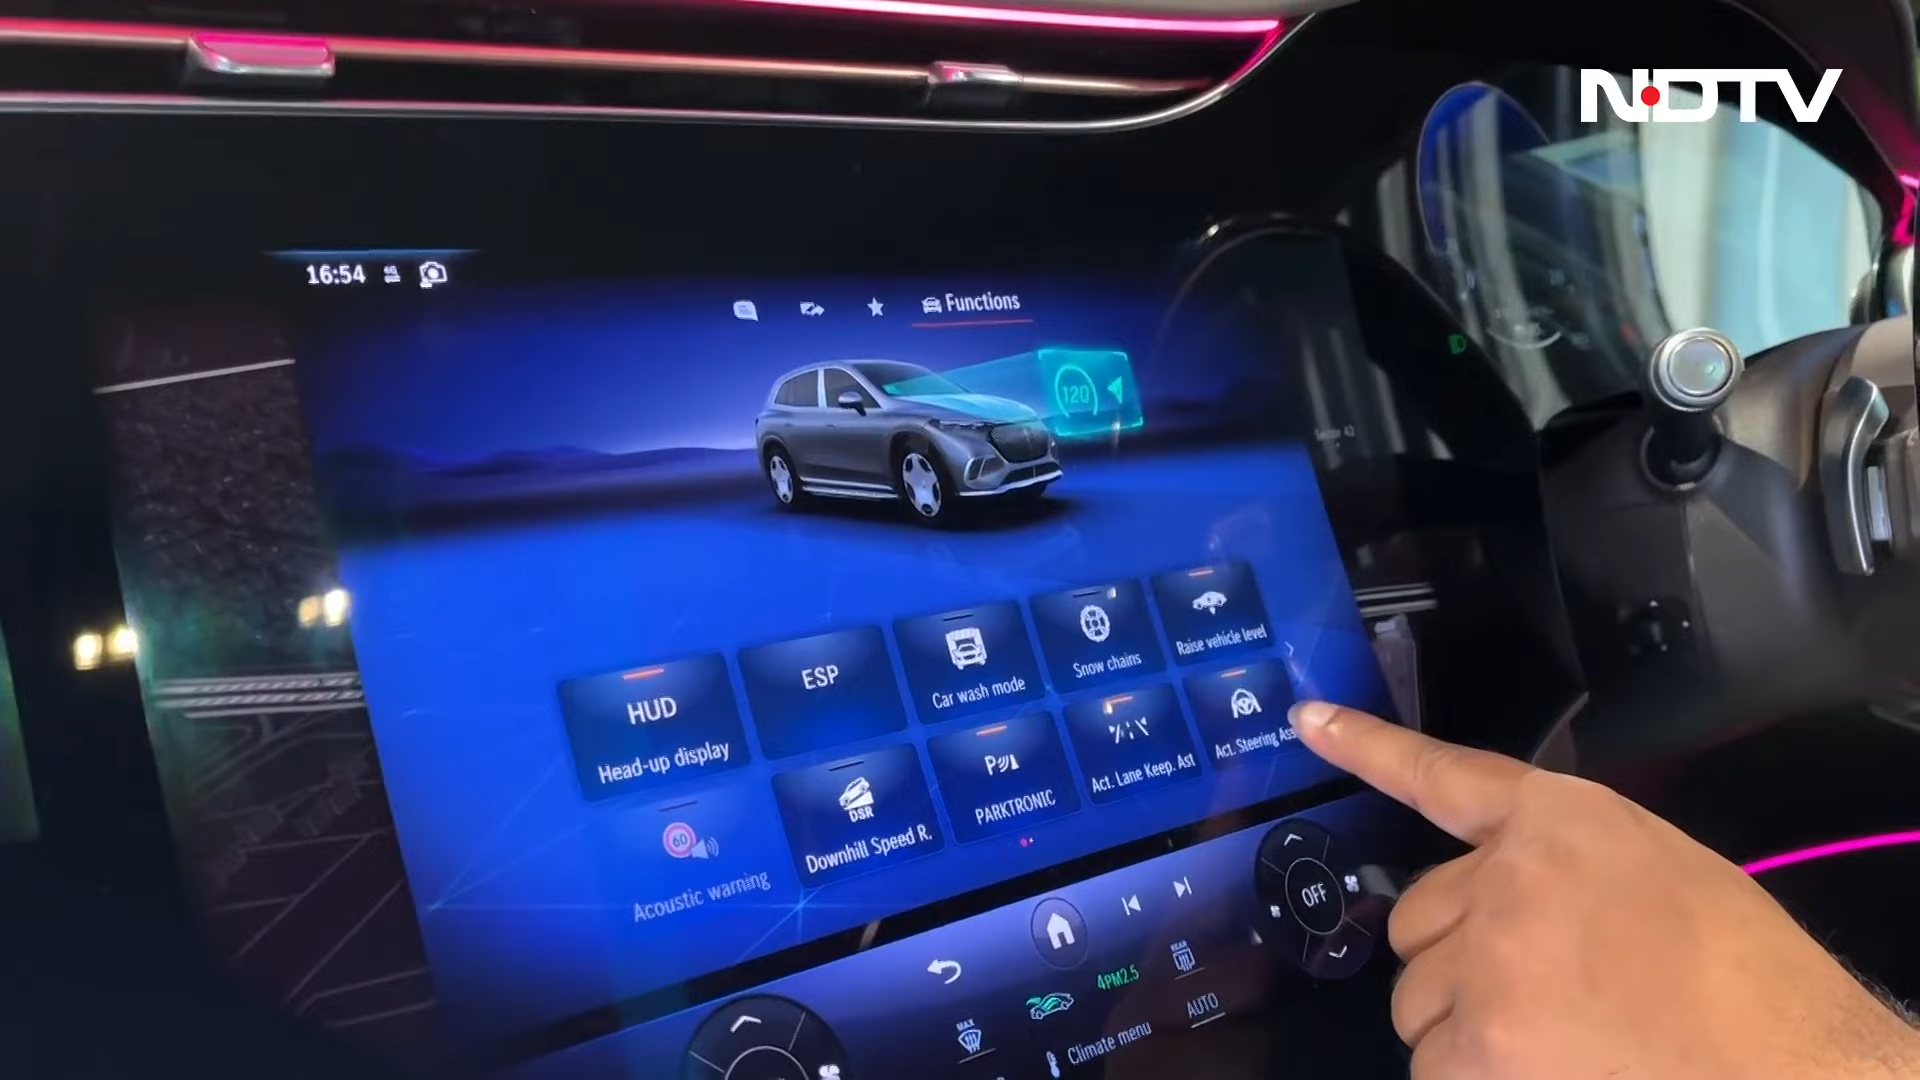 NDTV
16:54
Functions
120
HUD
Head-up display
ESP
Car wash mode
Snow chains
Raise vehicle level
60
Acoustic warning
DSR
Downhill Speed R.
P
PARKTRONIC
Act. Lane Keep. Ast
Act. Steering Ass
OFF
4PM2.5
REAR
MAX
AUTO
Climate menu